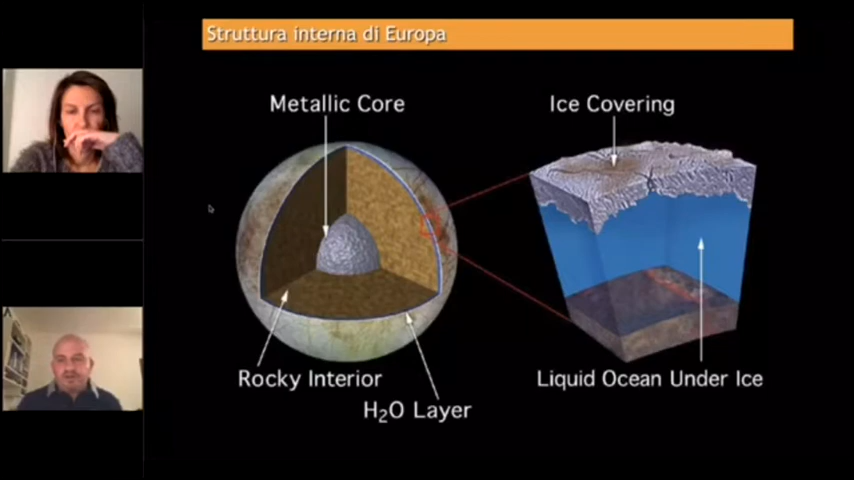 Struttura interna di Europa
Metallic Core
Ice Covering
Rocky Interior
Liquid Ocean Under Ice
H₂O Layer